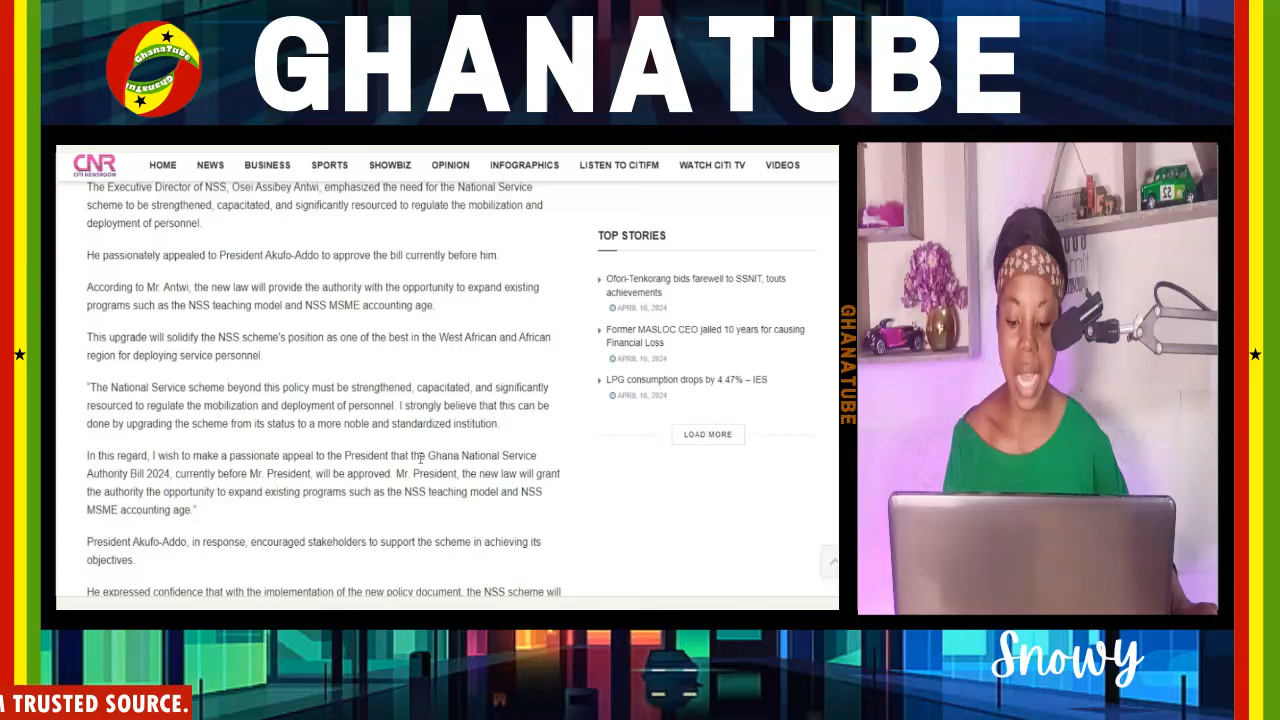 GHANATUBE
GhanaTube
GhanaTube
CNR
CITI NEWSROOM
HOME NEWS BUSINESS SPORTS SHOWBIZ OPINION INFOGRAPHICS LISTEN TO CITIFM WATCH CITI TV VIDEOS
The Executive Director of NSS, Osei Assibey Antwi, emphasized the need for the National Service
scheme to be strengthened, capacitated, and significantly resourced to regulate the mobilization and
deployment of personnel.
He passionately appealed to President Akufo-Addo to approve the bill currently before him.
According to Mr. Antwi, the new law will provide the authority with the opportunity to expand existing
programs such as the NSS teaching model and NSS MSME accounting age.
This upgrade will solidify the NSS scheme's position as one of the best in the West African and African
region for deploying service personnel.
"The National Service scheme beyond this policy must be strengthened, capacitated, and significantly
resourced to regulate the mobilization and deployment of personnel. I strongly believe that this can be
done by upgrading the scheme from its status to a more noble and standardized institution.
In this regard, I wish to make a passionate appeal to the President that the Ghana National Service
Authority Bill 2024, currently before Mr. President, will be approved. Mr. President, the new law will grant
the authority the opportunity to expand existing programs such as the NSS teaching model and NSS
MSME accounting age."
President Akufo-Addo, in response, encouraged stakeholders to support the scheme in achieving its
objectives.
He expressed confidence that with the implementation of the new policy document, the NSS scheme will
TOP STORIES
Ofori-Tenkorang bids farewell to SSNIT, touts
achievements
APRIL 16, 2024
Former MASLOC CEO jailed 10 years for causing
Financial Loss
APRIL 16, 2024
LPG consumption drops by 4.47% – IES
APRIL 16, 2024
LOAD MORE
GHANATUBE
52
Snowy
TRUSTED SOURCE.